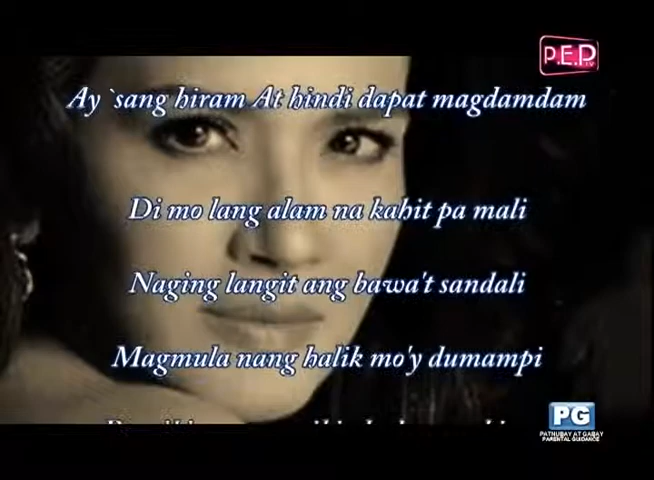 P.E.P
Ay `sang hiram At hindi dapat magdamdam
Di mo lang alam na kahit pa mali
Naging langit ang bawa't sandali
Magmula nang halik mo'y dumampi
PG
PATNUBAY AT GABAY
PARENTAL GUIDANCE